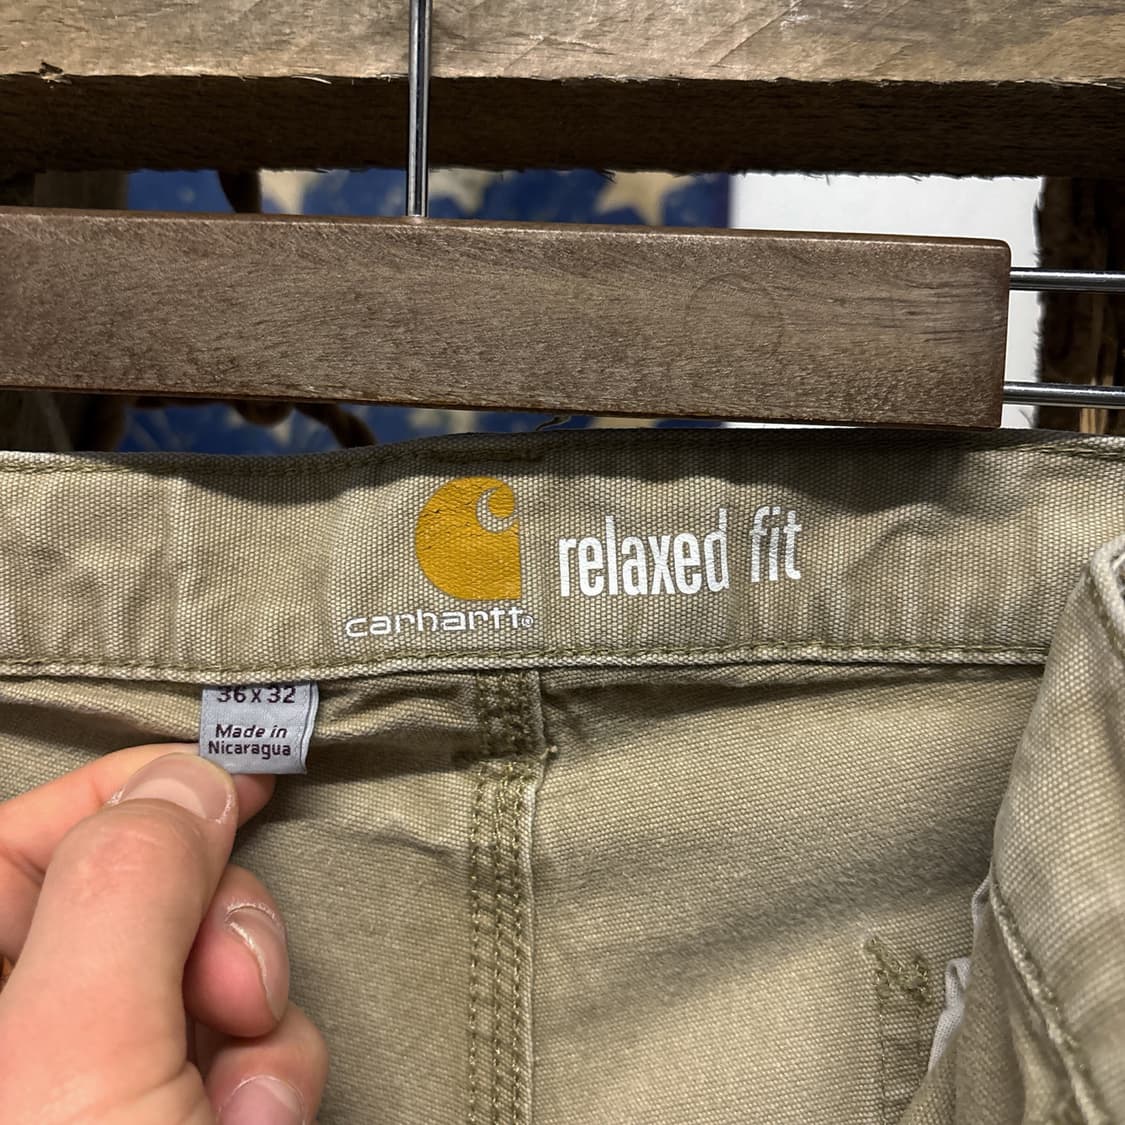 relaxed fit
carhartt®
36 x 32
Made in
Nicaragua